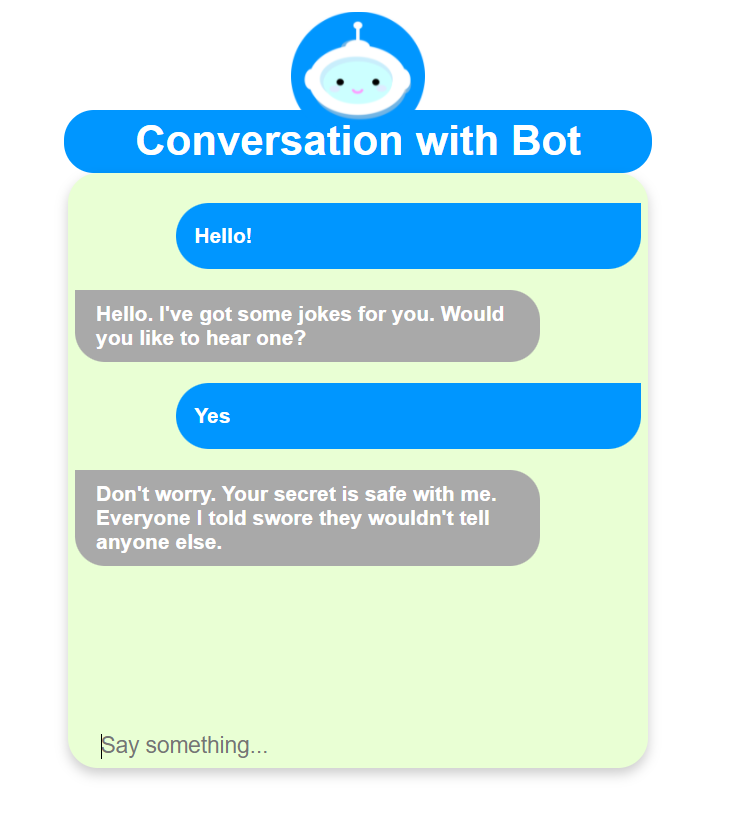 Conversation with Bot
Hello!
Hello. I've got some jokes for you. Would
you like to hear one?
Yes
Don't worry. Your secret is safe with me.
Everyone I told swore they wouldn't tell
anyone else.
Say something...